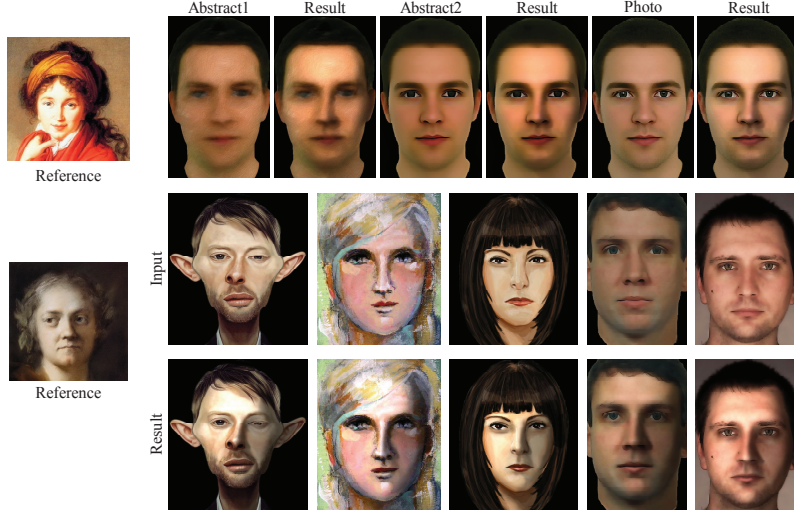 Abstract1 Result Abstract2 Result Photo Result
Reference
Input
Reference
Result